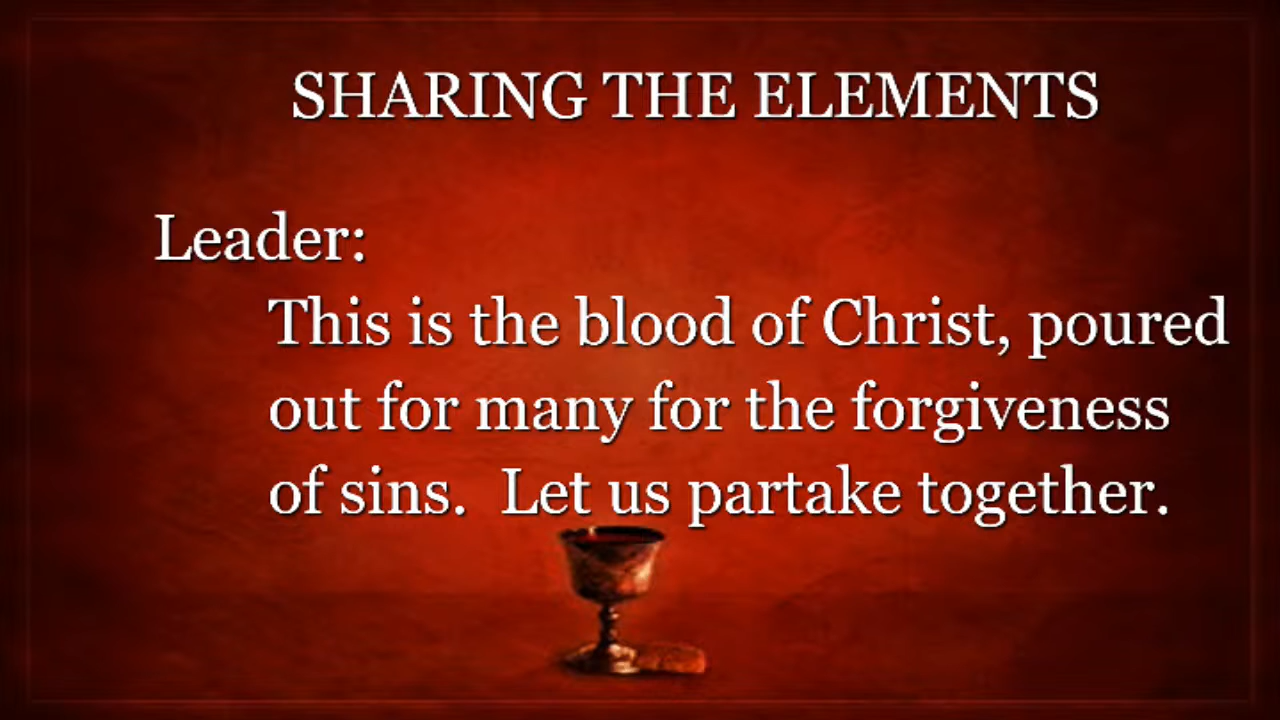 SHARING THE ELEMENTS
Leader:
This is the blood of Christ, poured
out for many for the forgiveness
of sins.  Let us partake together.